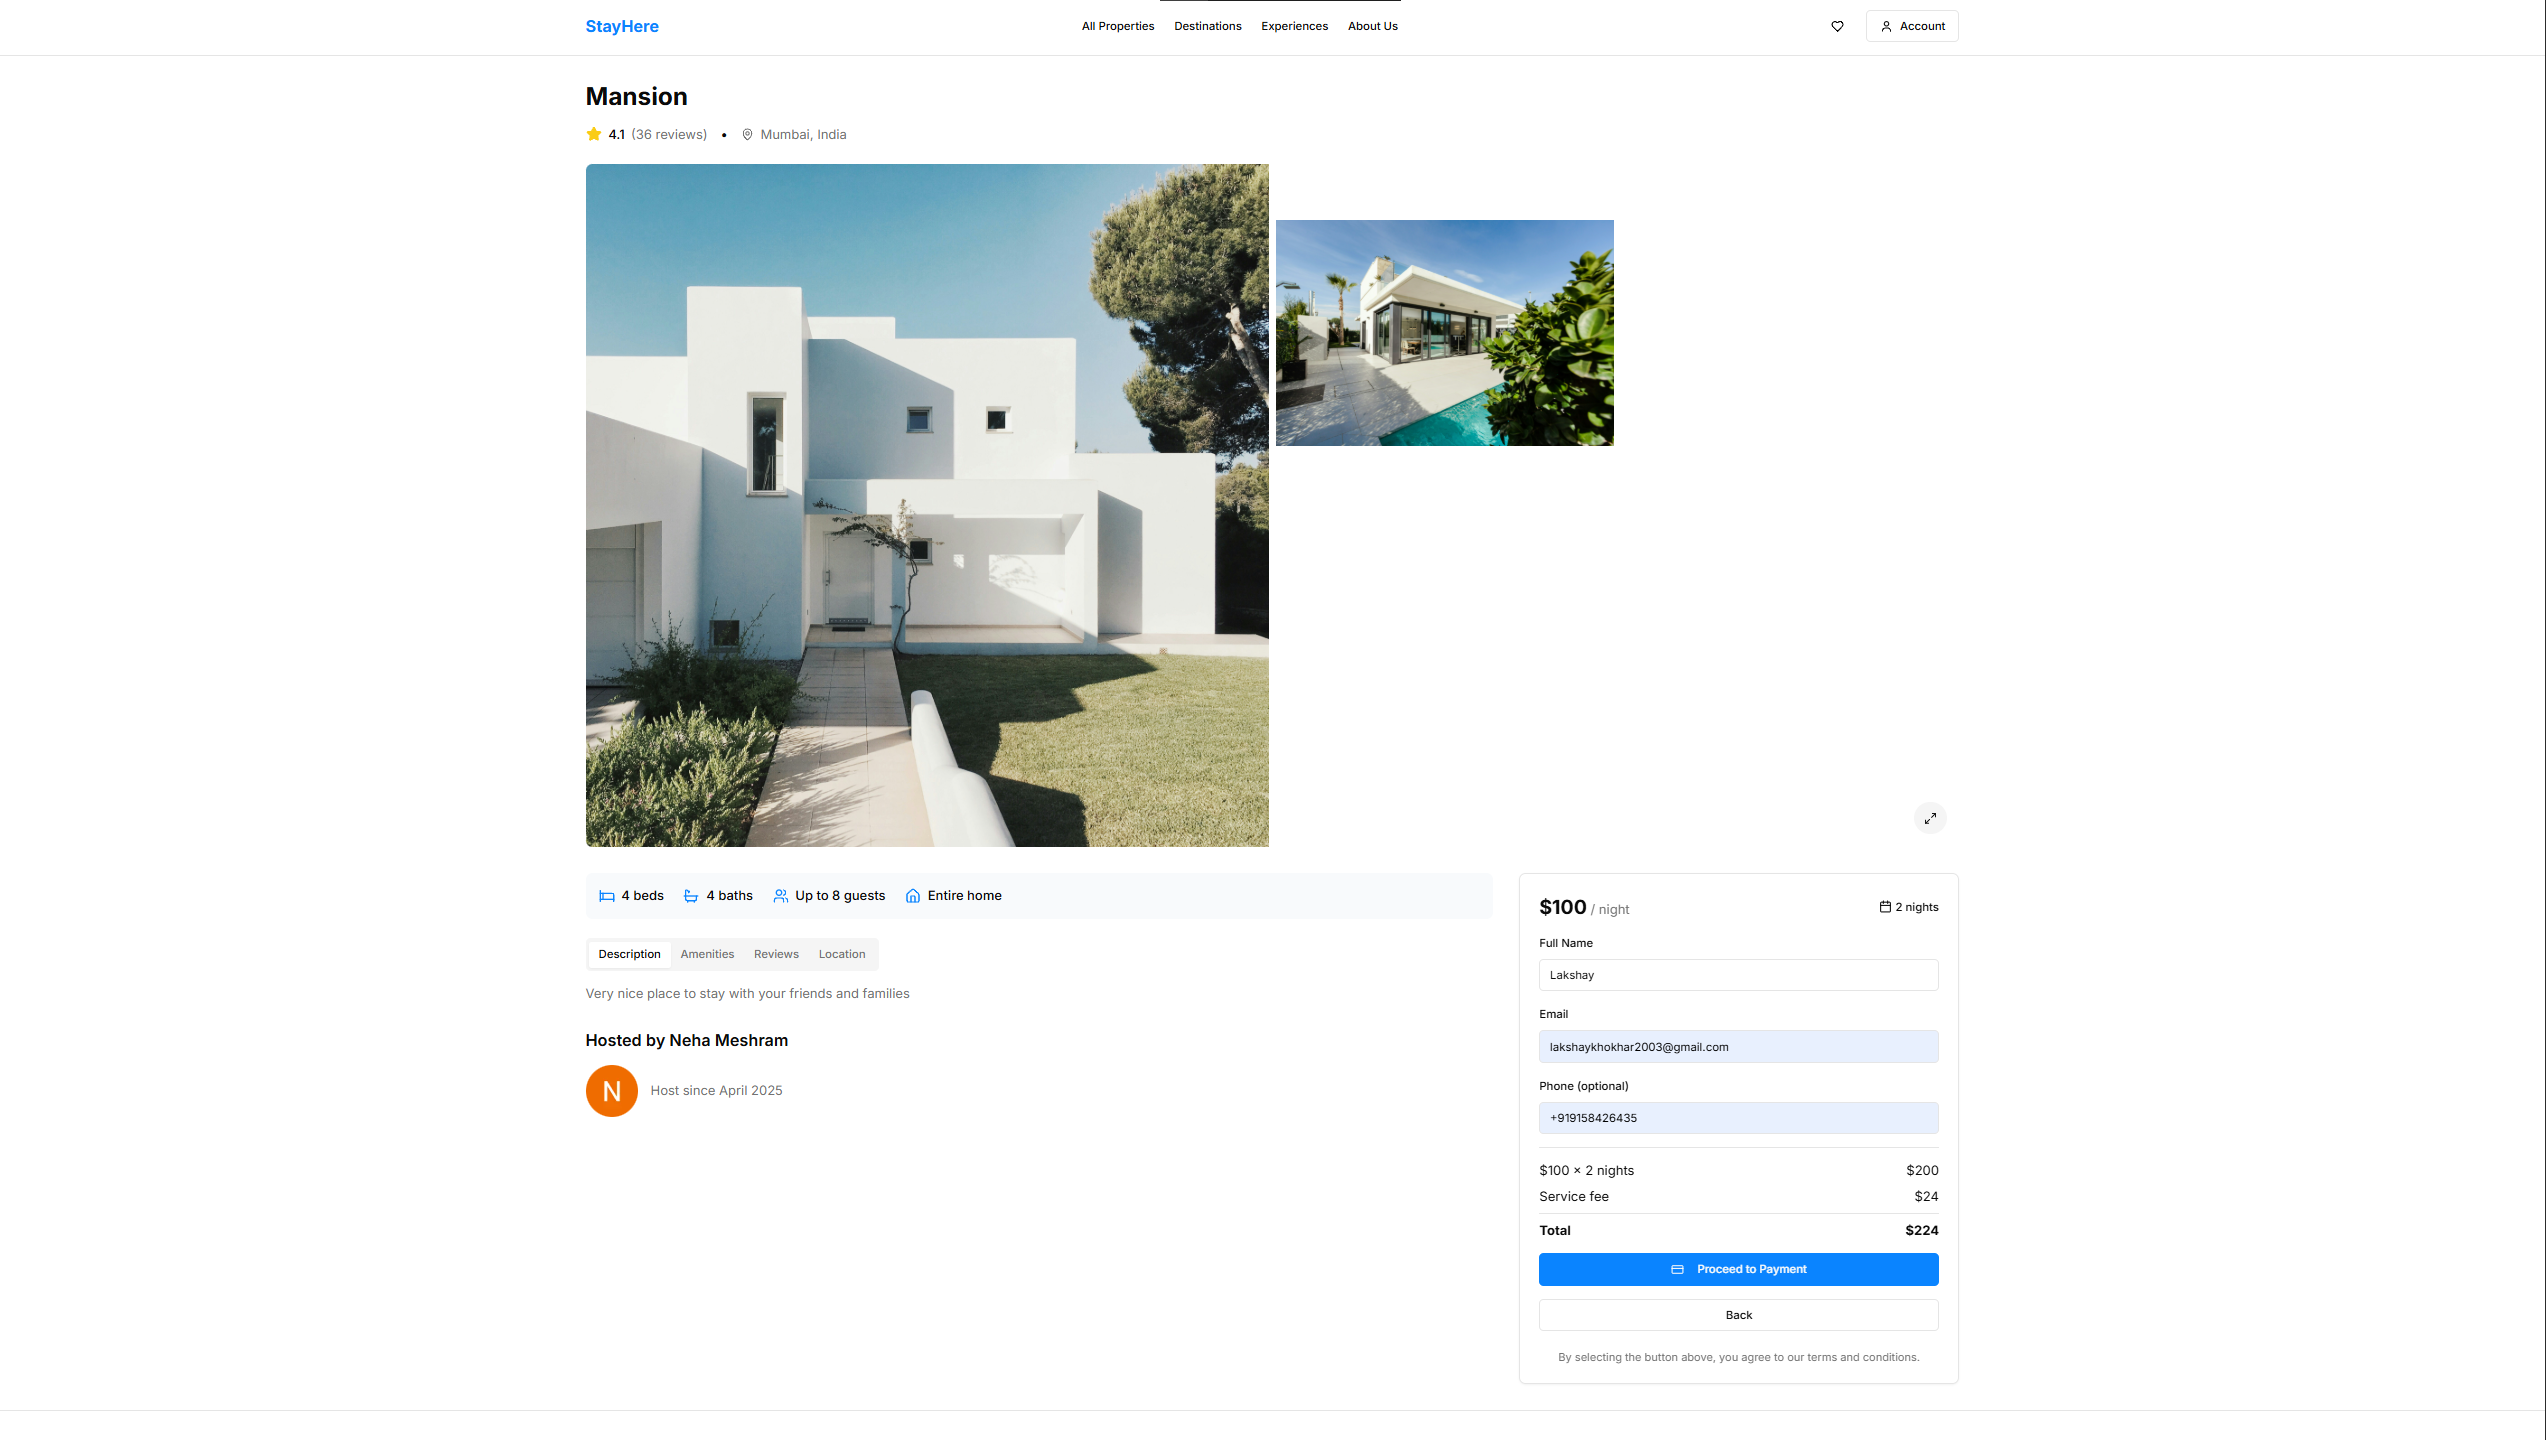 StayHere
All Properties Destinations Experiences About Us
Account
Mansion
4.1 (36 reviews) • Mumbai, India
4 beds 4 baths Up to 8 guests Entire home
Description Amenities Reviews Location
Very nice place to stay with your friends and families
Hosted by Neha Meshram
N
Host since April 2025
$100 / night
2 nights
Full Name
Lakshay
Email
lakshaykhokhar2003@gmail.com
Phone (optional)
+919158426435
$100 × 2 nights $200
Service fee $24
Total $224
Proceed to Payment
Back
By selecting the button above, you agree to our terms and conditions.